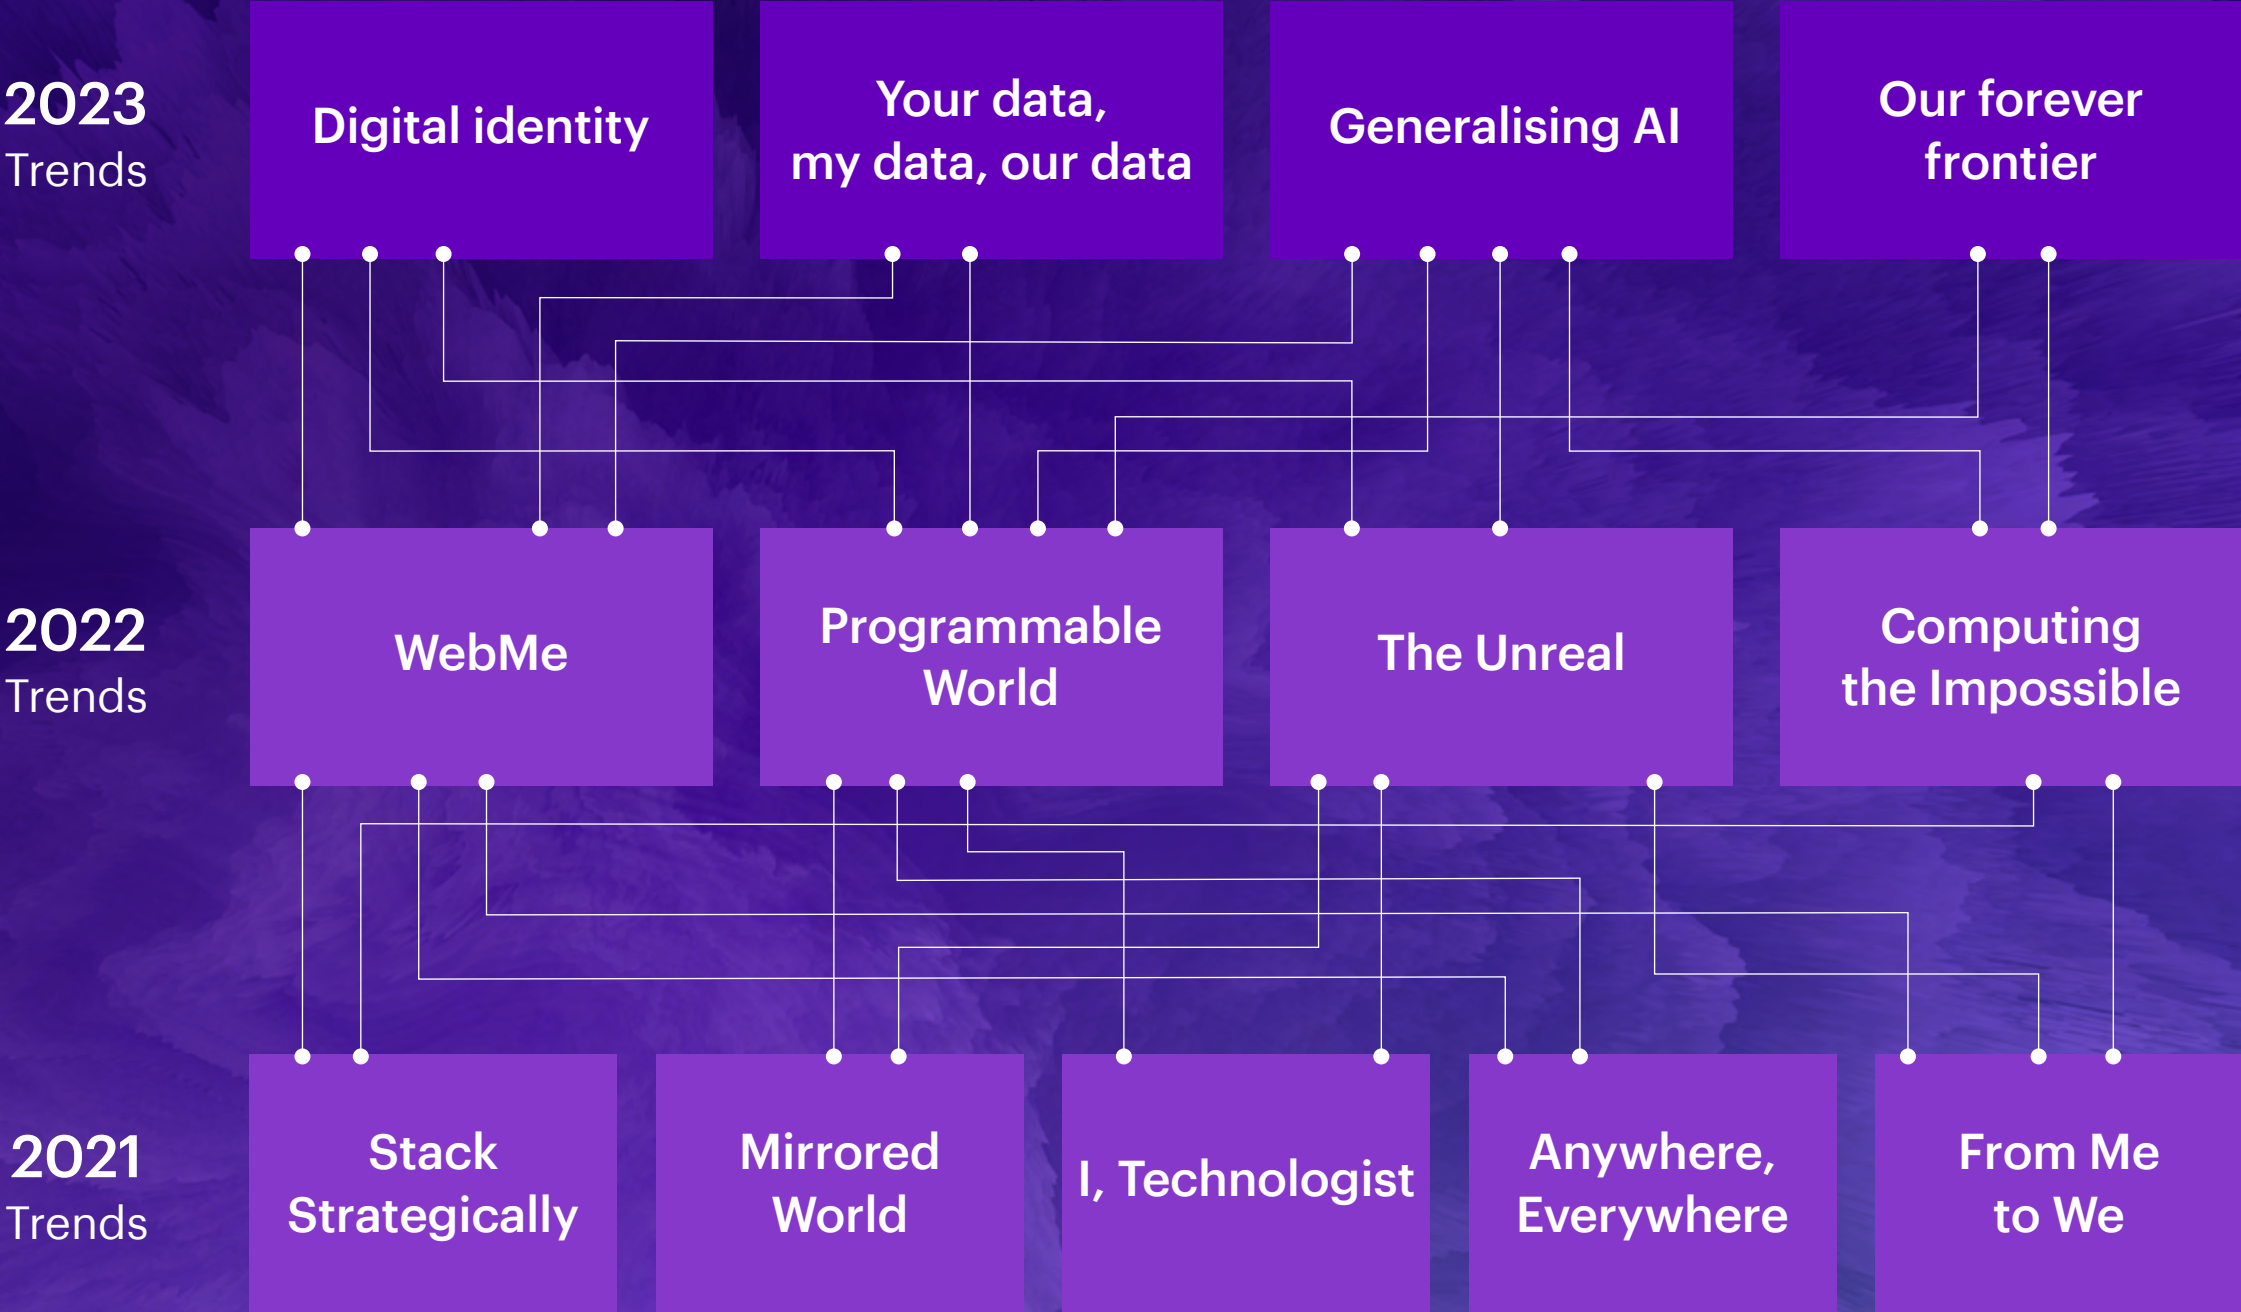 2023
Trends
Digital identity
Your data,
my data, our data
Generalising AI
Our forever
frontier
2022
Trends
WebMe
Programmable
World
The Unreal
Computing
the Impossible
2021
Trends
Stack
Strategically
Mirrored
World
I, Technologist
Anywhere,
Everywhere
From Me
to We